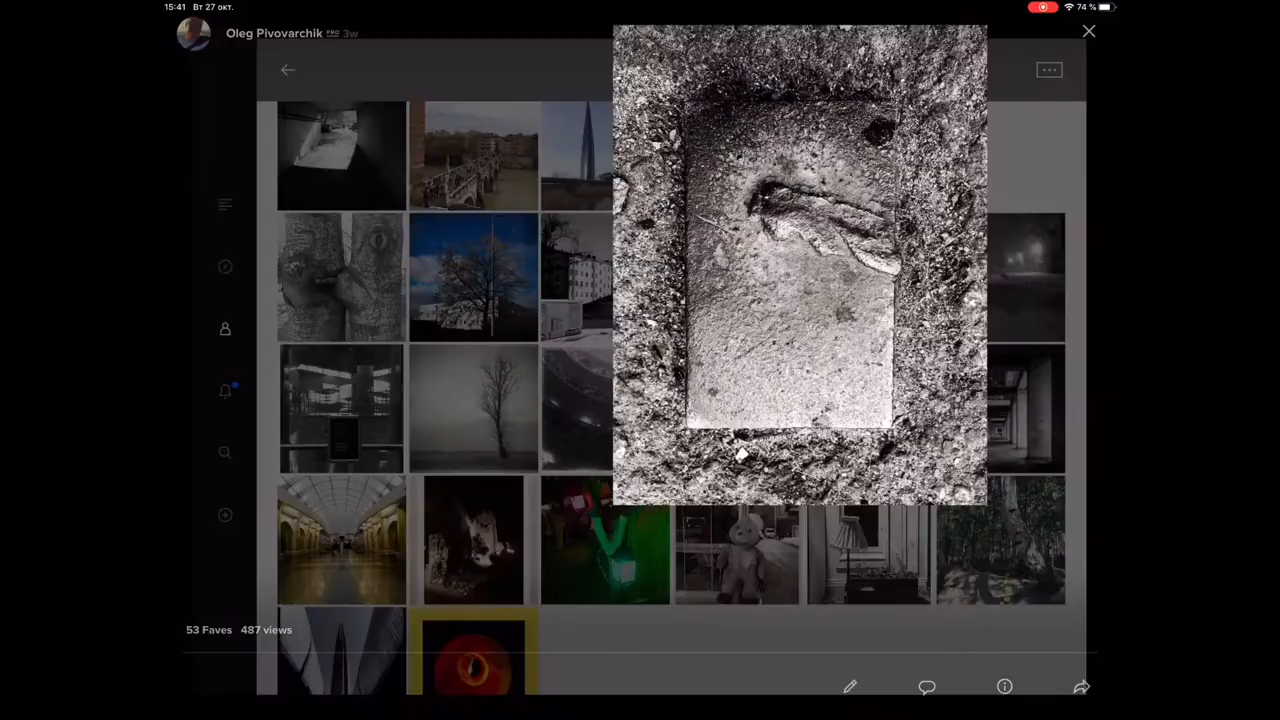 15:41 Вт 27 окт.
74 %
Oleg Pivovarchik PRO 3w
53 Faves 487 views